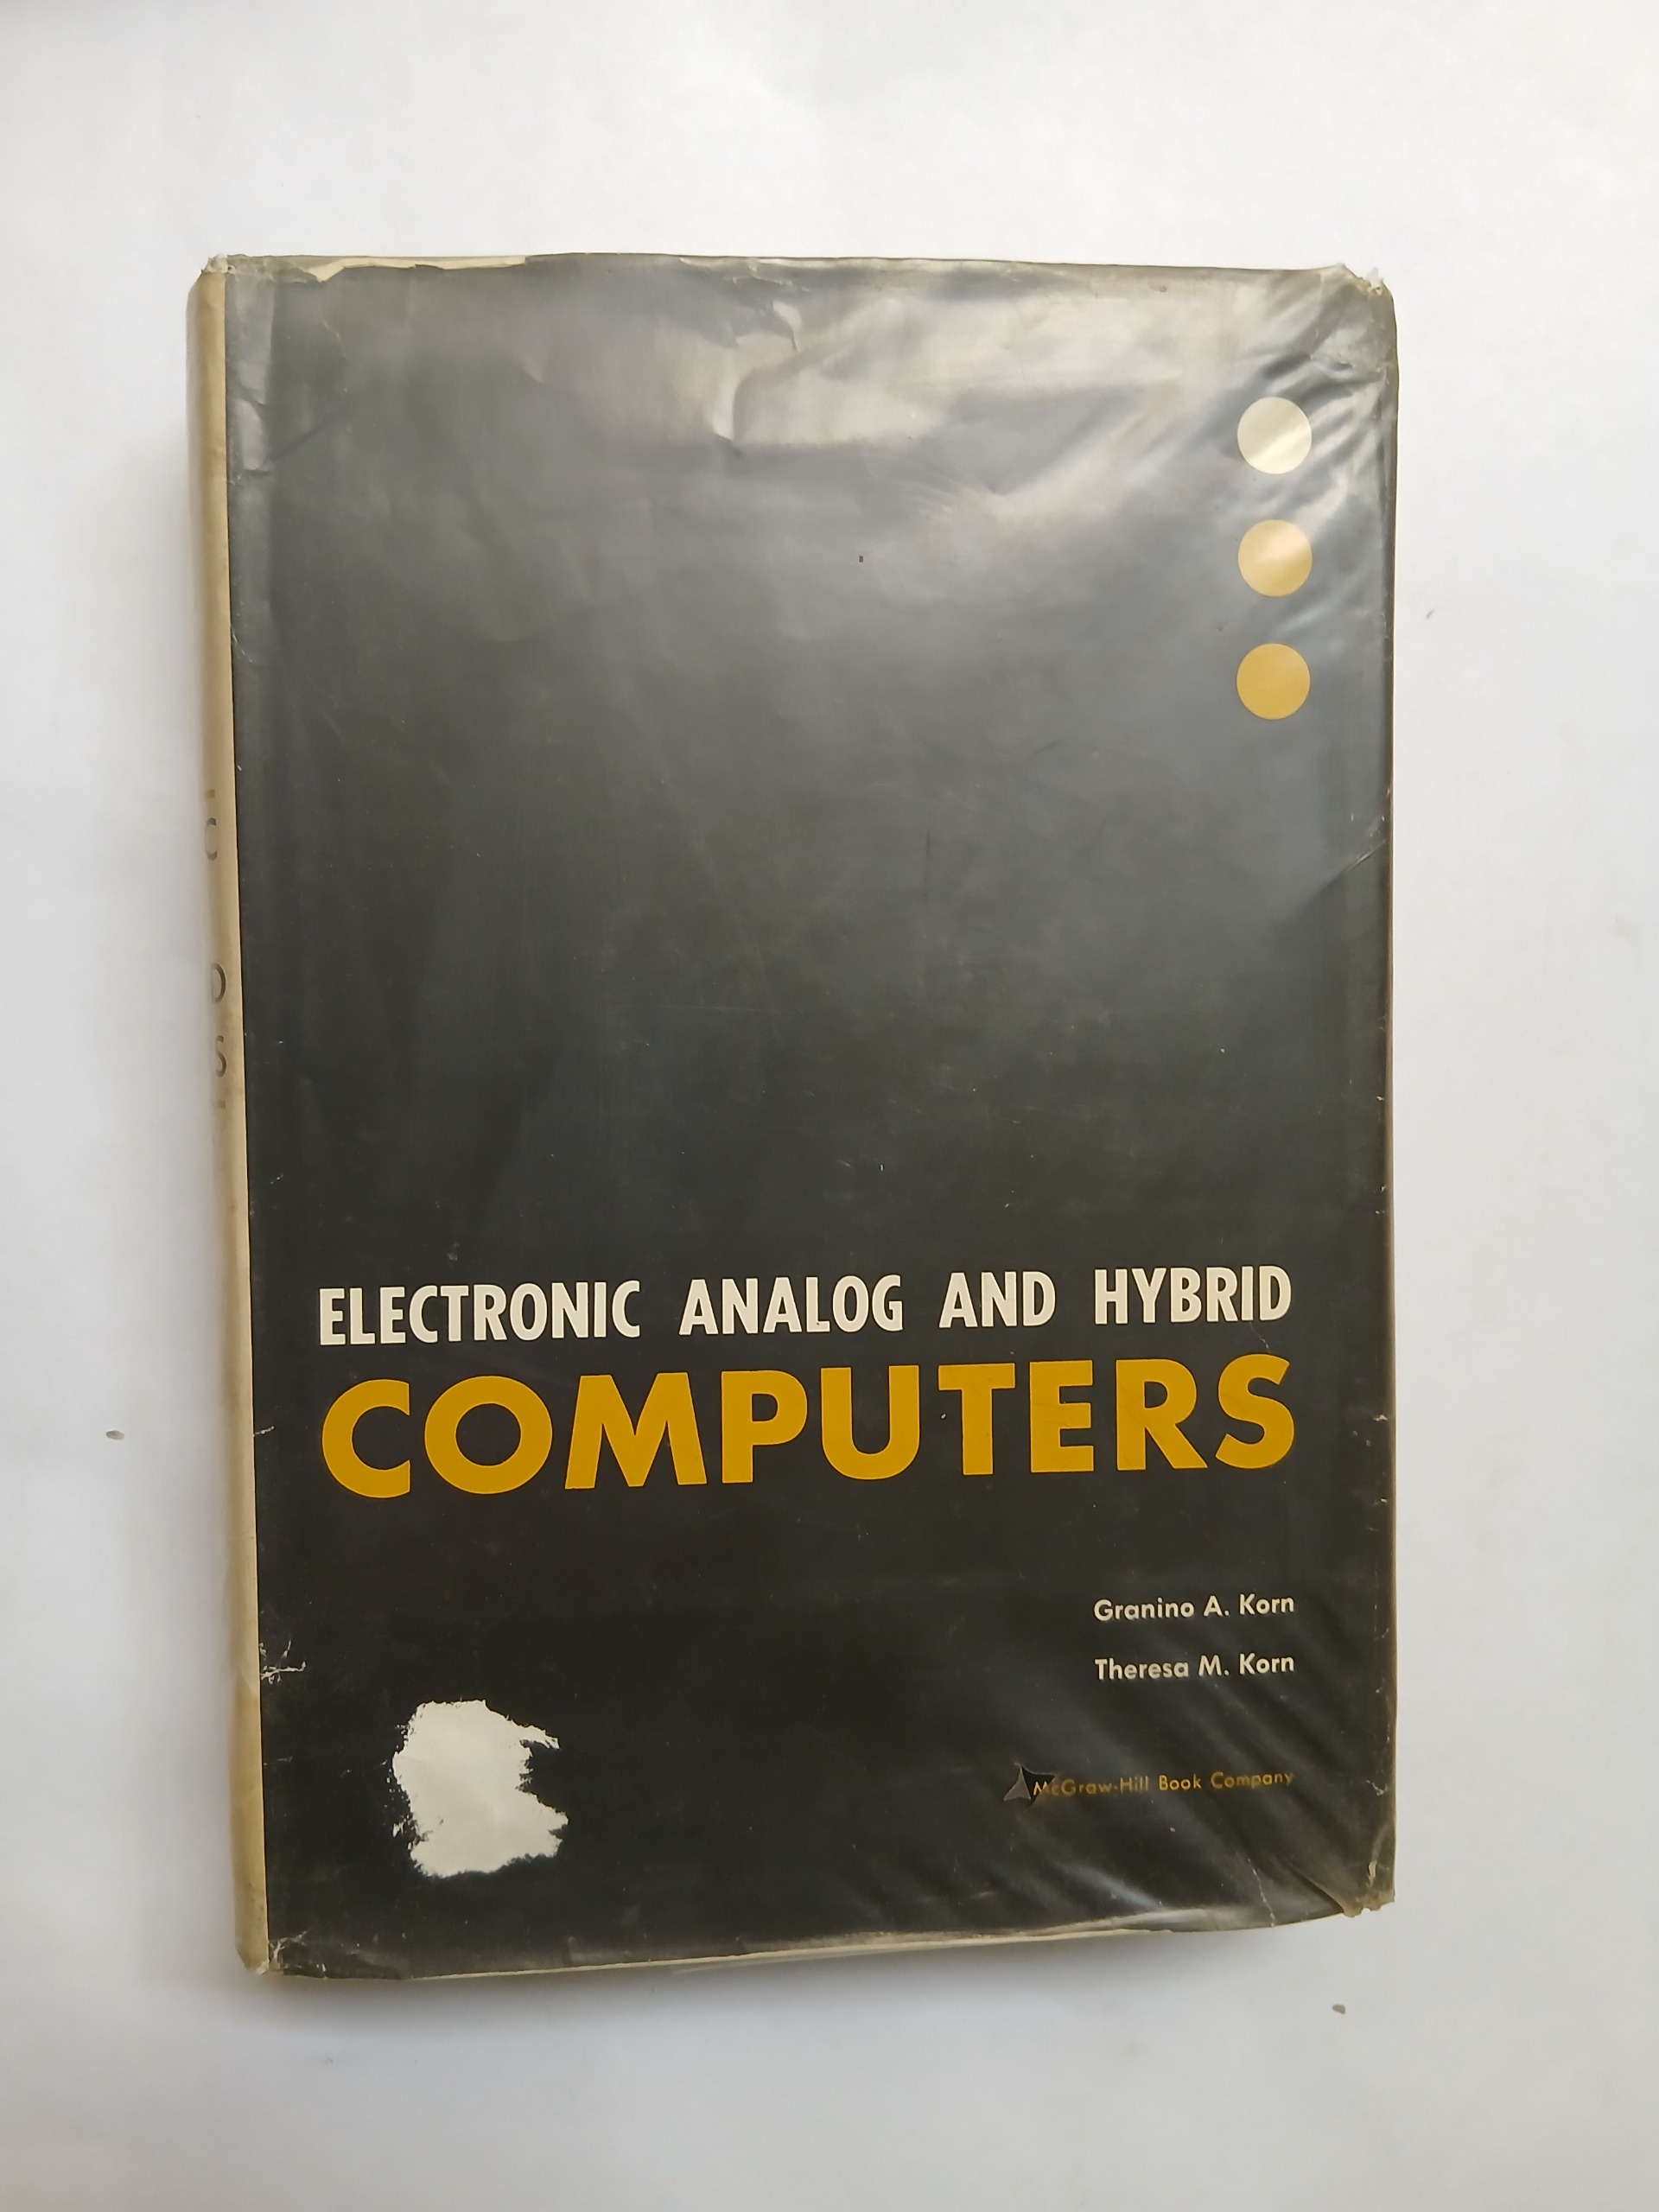 ELECTRONIC ANALOG AND HYBRID
COMPUTERS
Granino A. Korn
Theresa M. Korn
McGraw-Hill Book Company